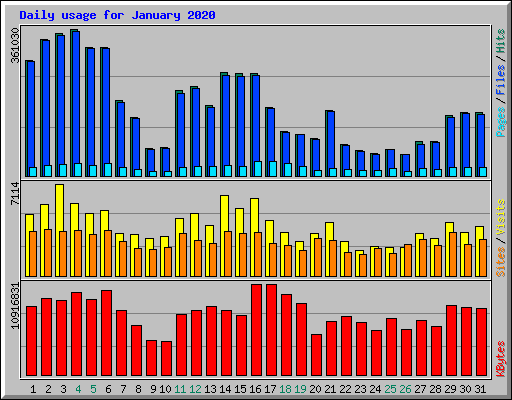 Daily usage for January 2020
361030
Pages / Files / Hits
7114
Sites / Visits
10916831
KBytes
1 2 3 4 5 6 7 8 9 10 11 12 13 14 15 16 17 18 19 20 21 22 23 24 25 26 27 28 29 30 31